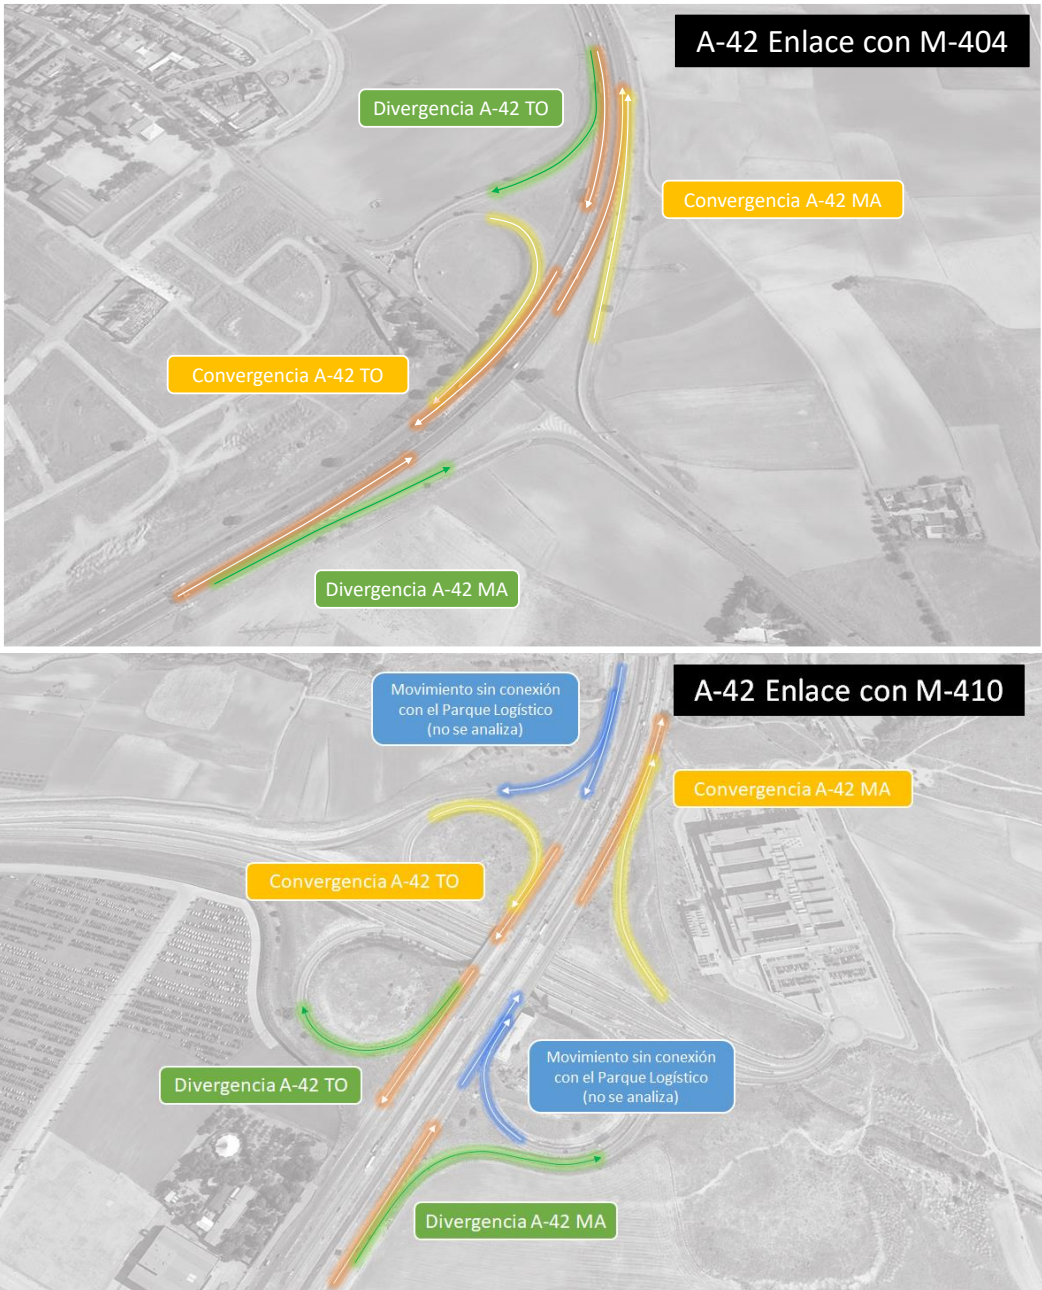 A-42 Enlace con M-404
Divergencia A-42 TO
Convergencia A-42 MA
Convergencia A-42 TO
Divergencia A-42 MA
A-42 Enlace con M-410
Movimiento sin conexión
con el Parque Logístico
(no se analiza)
Convergencia A-42 MA
Convergencia A-42 TO
Movimiento sin conexión
con el Parque Logístico
(no se analiza)
Divergencia A-42 TO
Divergencia A-42 MA